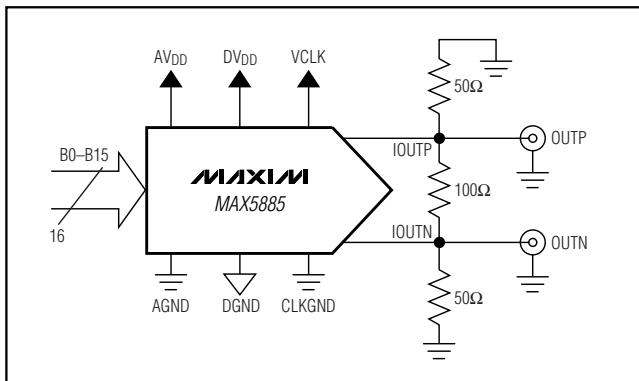 AVDD DVDD VCLK
50Ω
IOUTP OUTP
B0–B15
MAXIM
MAX5885
100Ω
16
IOUTN OUTN
50Ω
AGND DGND CLKGND